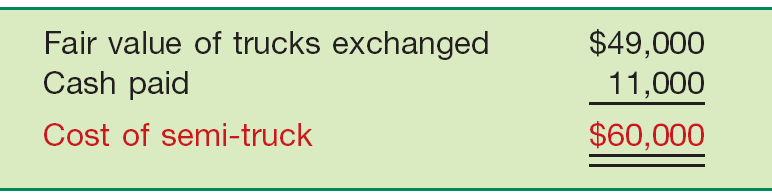 Fair value of trucks exchanged $49,000
Cash paid 11,000
Cost of semi-truck $60,000